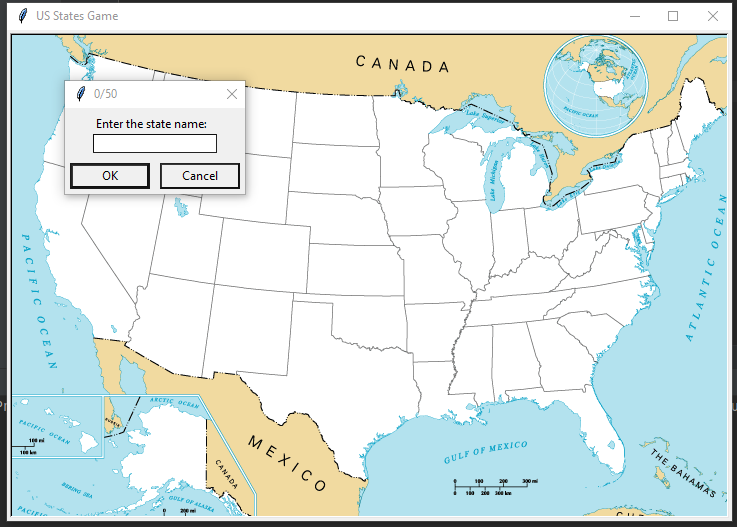 US States Game
0/50
Enter the state name:
OK
Cancel
CANADA
Lake Superior
Lake Michigan
PACIFIC OCEAN
PACIFIC OCEAN
ATLANTIC OCEAN
ARCTIC OCEAN
RUSSIA
PACIFIC OCEAN
100 mi
100 km
CANADA
BERING SEA
GULF OF ALASKA
PACIFIC
200 mi
MEXICO
GULF OF MEXICO
0 100 200 300 mi
0 100 200 300 km
THE BAHAMAS